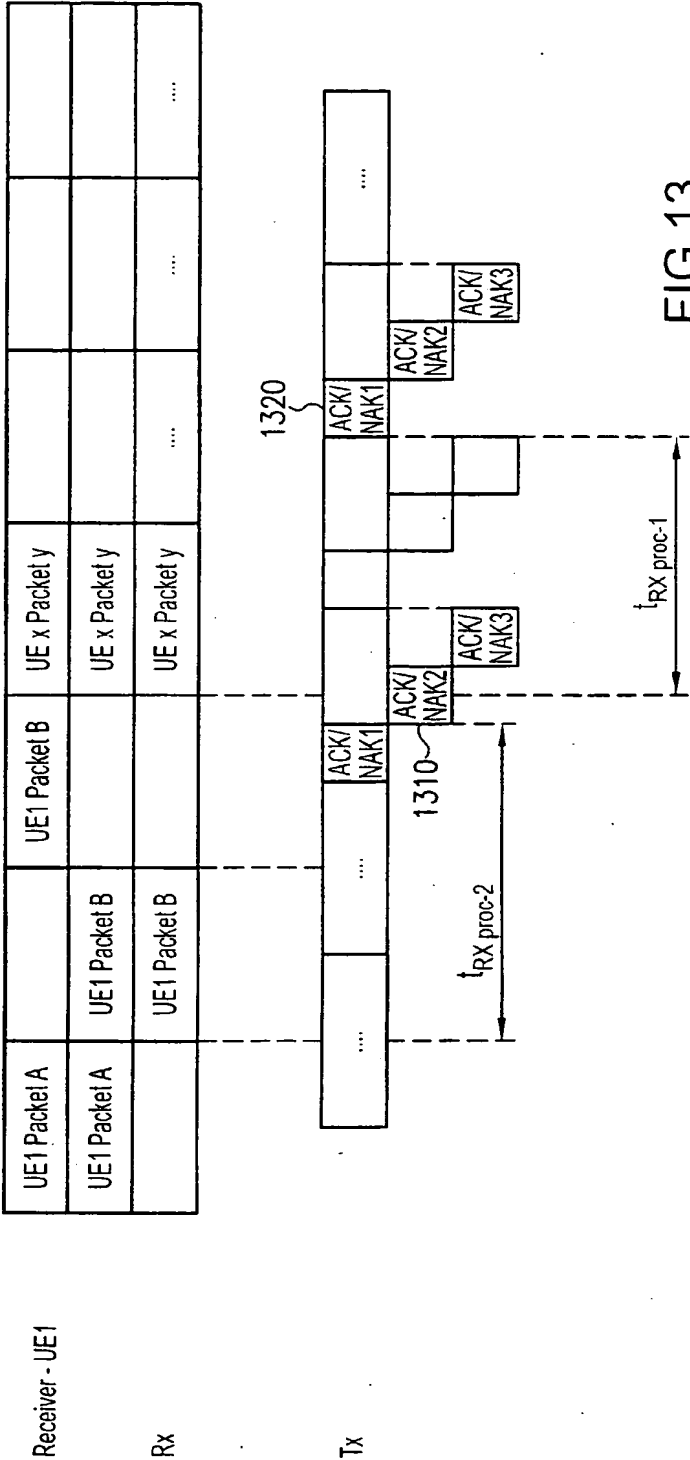 Receiver - UE1
UE1 Packet A
UE1 Packet B
UE x Packet y
UE1 Packet A
UE1 Packet B
UE x Packet y
Rx
UE1 Packet B
UE x Packet y
....
....
....
Tx
....
....
ACK/
NAK1
1320
ACK/
NAK1
....
1310
ACK/
NAK2
ACK/
NAK2
ACK/
NAK3
ACK/
NAK3
tRX proc-2
tRX proc-1
FIG.13